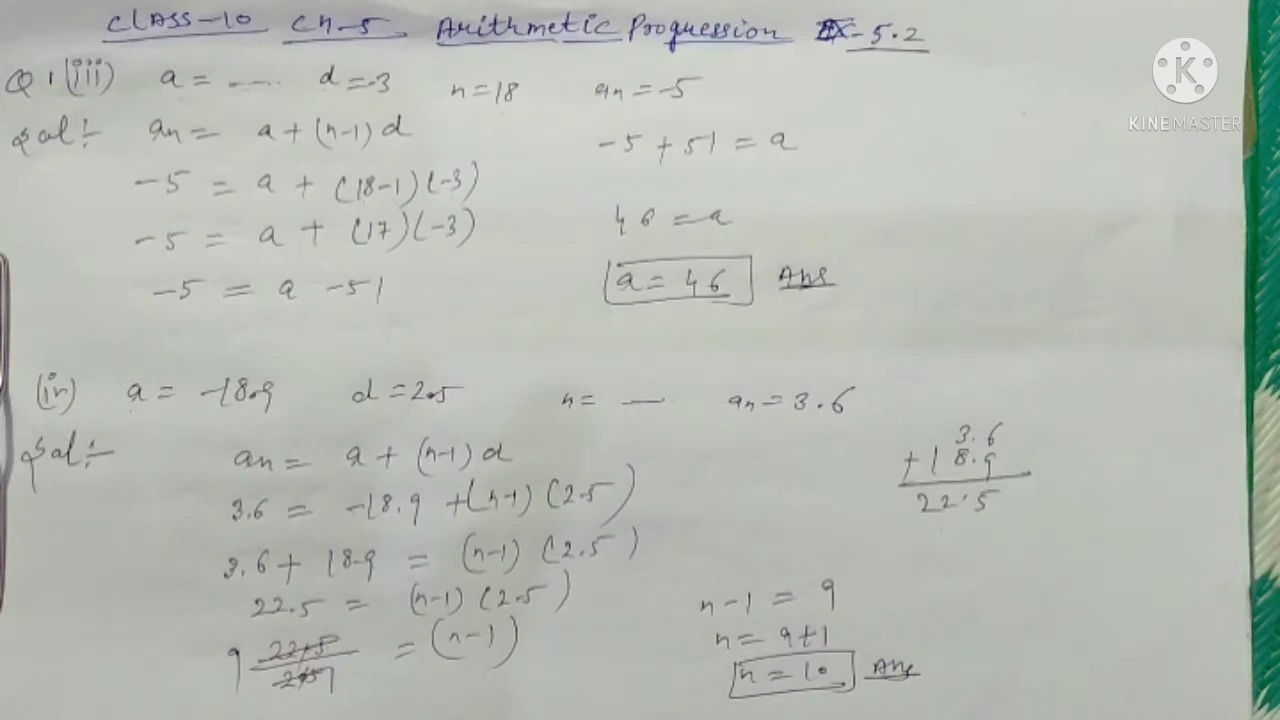 CLASS-10 CH-5 Arithmetic Progression EX-5.2
Q.1(iii) a = ---- d=-3 n=18 an=-5
Sol:- an = a+(n-1)d
-5 = a + (18-1)(-3)
-5 = a + (17)(-3)
-5 = a -51
-5+51 = a
46 = a
a = 46 Ans
(iv) a = -18.9 d=2.5 n= — an=3.6
Sol:- an = a+(n-1)d
3.6 = -18.9 +(n-1)(2.5)
3.6+18.9 = (n-1)(2.5)
22.5 = (n-1)(2.5)
9 22.5/2.5 1 = (n-1)
3.6
+18.9
22.5
n-1 = 9
n = 9+1
n = 10 Ans
KINEMASTER